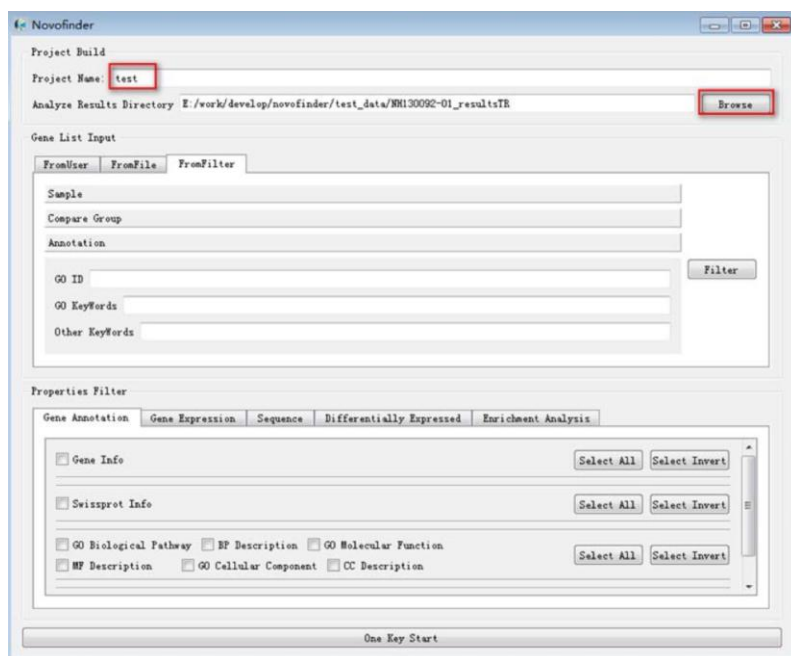 Novofinder
Project Build
Project Name: test
Analyze Results Directory E:/work/develop/novofinder/test_data/NH130092-01_resultsTR Browse
Gene List Input
FromUser FromFile FromFilter
Sample
Compare Group
Annotation
Filter
GO ID
GO KeyWords
Other KeyWords
Properties Filter
Gene Annotation Gene Expression Sequence Differentially Expressed Enrichment Analysis
Gene Info Select All Select Invert
Swissprot Info Select All Select Invert
GO Biological Pathway BP Description GO Molecular Function
MF Description GO Cellular Component CC Description Select All Select Invert
One Key Start